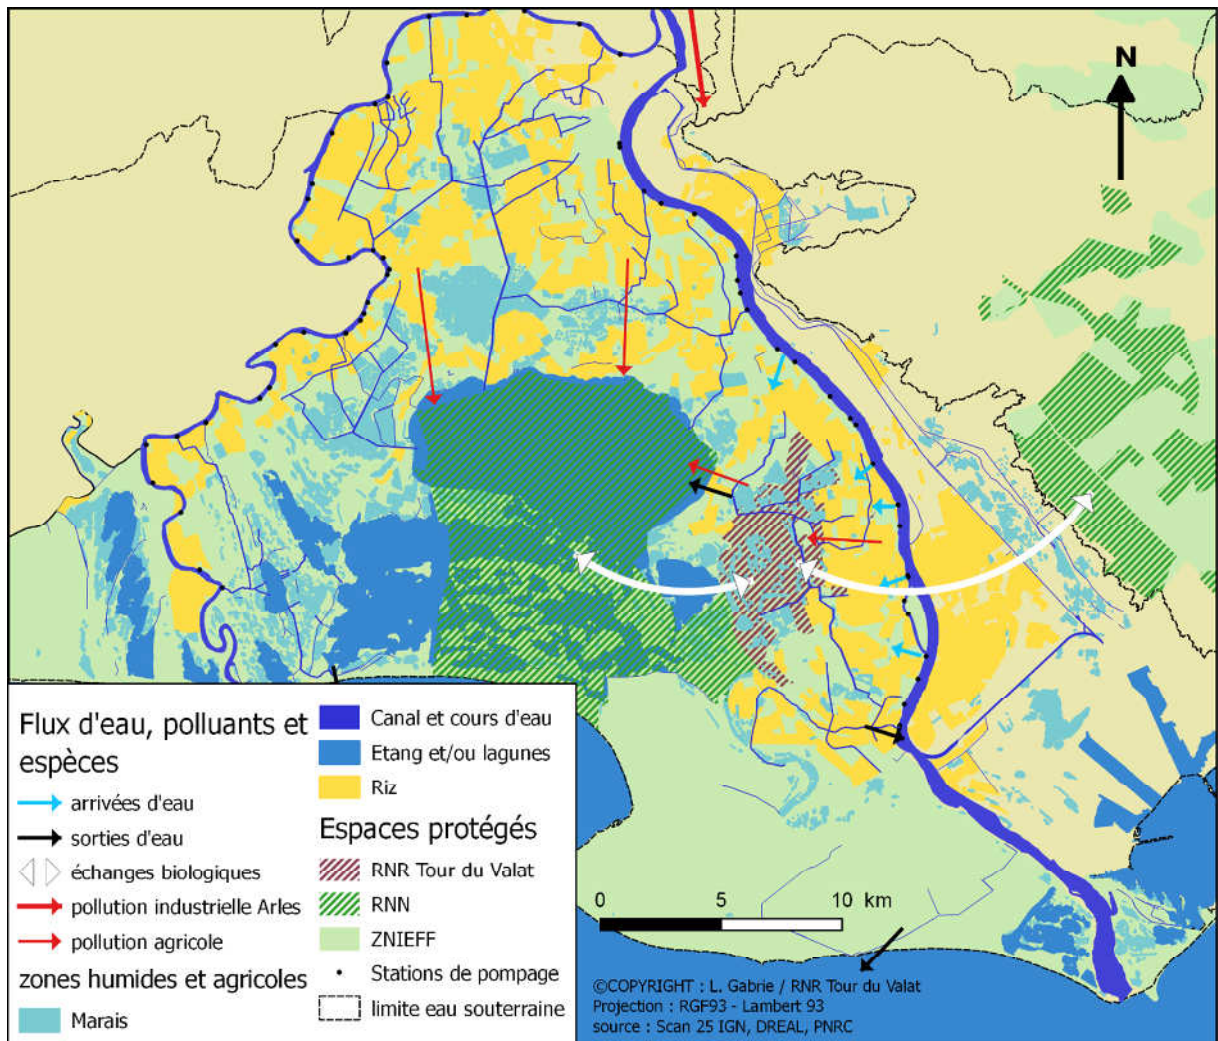 N
Flux d'eau, polluants et
espèces
arrivées d'eau
sorties d'eau
échanges biologiques
pollution industrielle Arles
pollution agricole
zones humides et agricoles
Marais
Canal et cours d'eau
Etang et/ou lagunes
Riz
Espaces protégés
RNR Tour du Valat
RNN
ZNIEFF
Stations de pompage
limite eau souterraine
0 5 10 km
©COPYRIGHT : L. Gabrie / RNR Tour du Valat
Projection : RGF93 - Lambert 93
source : Scan 25 IGN, DREAL, PNRC